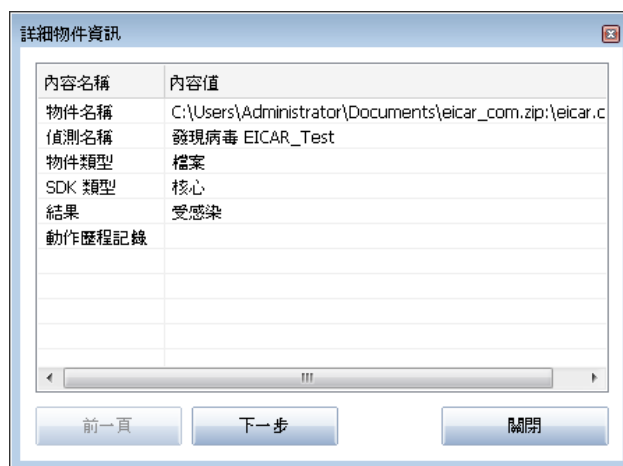 詳細物件資訊
內容名稱 內容值
物件名稱 C:\Users\Administrator\Documents\eicar_com.zip:\eicar.c
偵測名稱 發現病毒 EICAR_Test
物件類型 檔案
SDK 類型 核心
結果 受感染
動作歷程記錄
前一頁 下一步 關閉